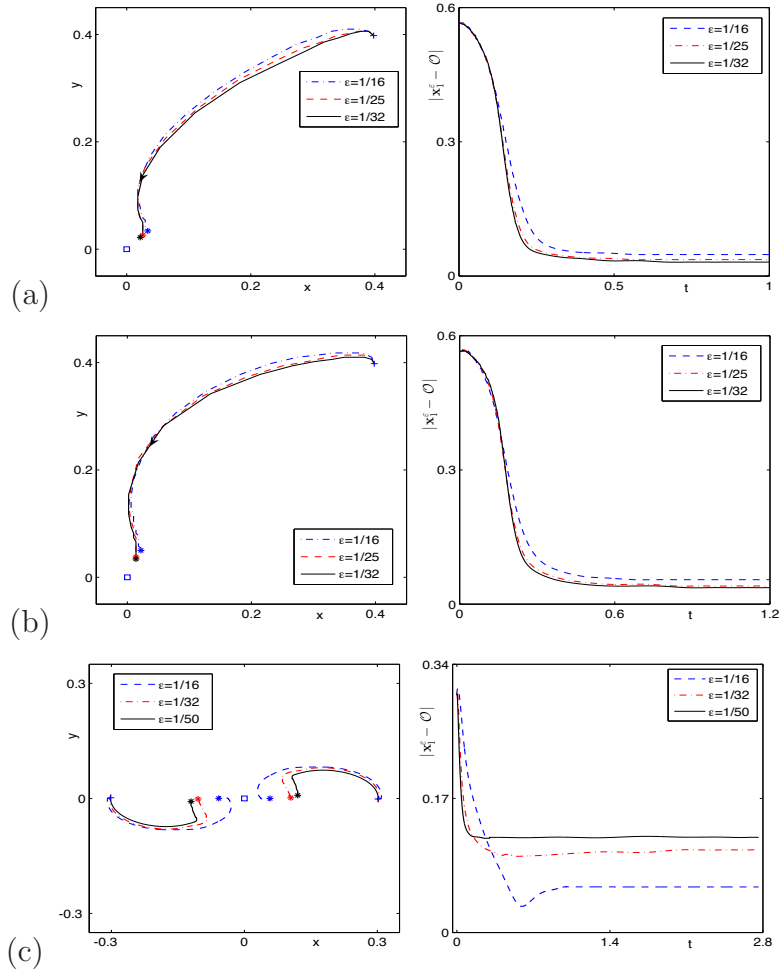 0.6
0.4
ε=1/16
ε=1/25
ε=1/32
ε=1/16
ε=1/25
ε=1/32
y
|x₁^ε − 𝒪|
0.3
0.2
0
0
0.2
x
0.4
0
0
0.5
t
1
(a)
0.6
0.4
ε=1/16
ε=1/25
ε=1/32
y
|x₁^ε − 𝒪|
0.3
0.2
ε=1/16
ε=1/25
ε=1/32
0
0
0.2
x
0.4
0
0
0.6
t
1.2
(b)
0.34
0.3
ε=1/16
ε=1/32
ε=1/50
ε=1/16
ε=1/32
ε=1/50
y
|x₁^ε − 𝒪|
0
0.17
-0.3
-0.3
0
x
0.3
0
0
1.4
t
2.8
(c)